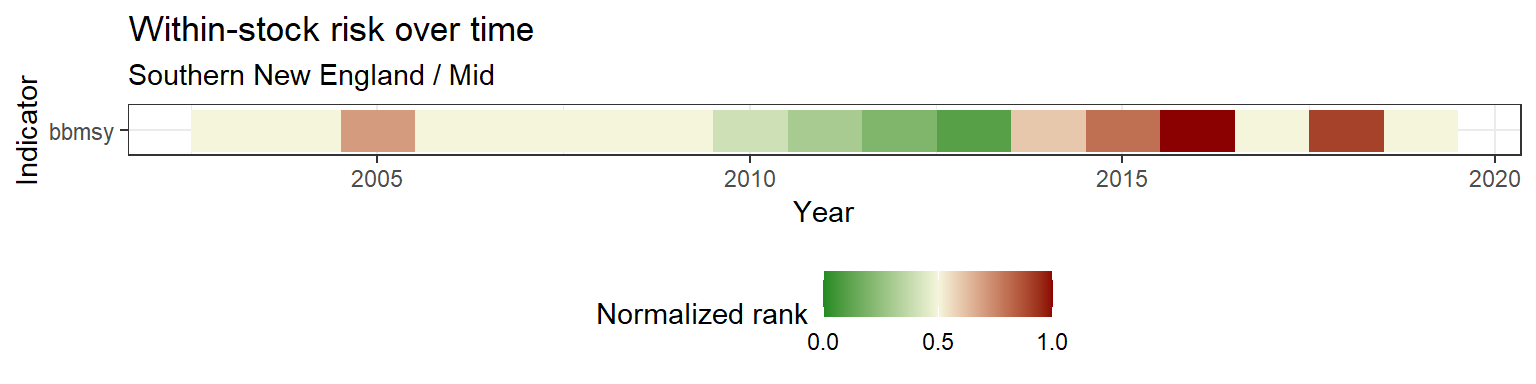 Within-stock risk over time
Southern New England / Mid
Indicator
bbmsy
2005 2010 2015 2020
Year
Normalized rank
0.0 0.5 1.0